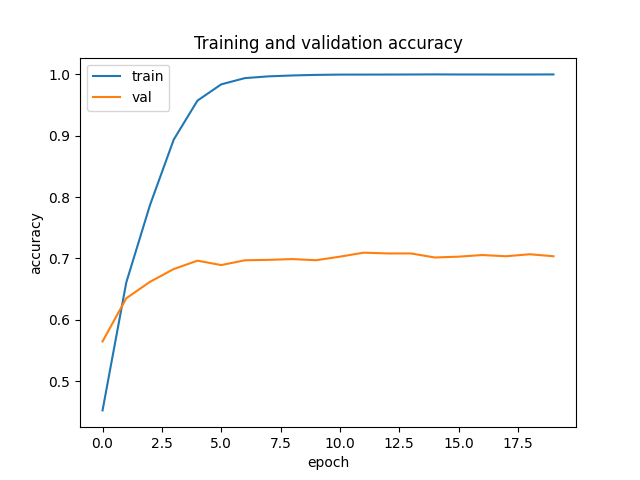 Training and validation accuracy
train
val
1.0
0.9
0.8
0.7
0.6
0.5
accuracy
0.0 2.5 5.0 7.5 10.0 12.5 15.0 17.5
epoch